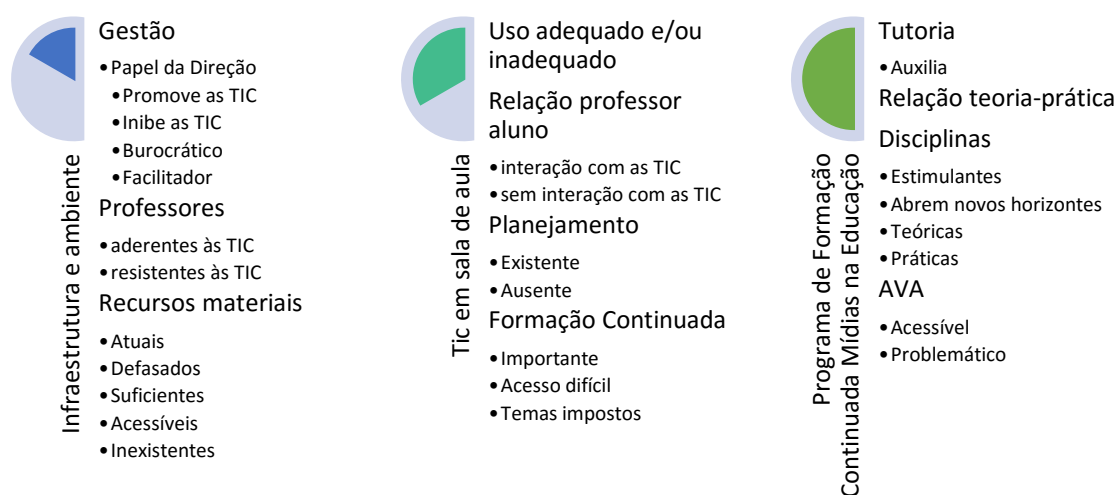 Infraestrutura e ambiente
Gestão
•Papel da Direção
•Promove as TIC
•Inibe as TIC
•Burocrático
•Facilitador
Professores
•aderentes às TIC
•resistentes às TIC
Recursos materiais
•Atuais
•Defasados
•Suficientes
•Acessíveis
•Inexistentes
Tic em sala de aula
Uso adequado e/ou
inadequado
Relação professor
aluno
•interação com as TIC
•sem interação com as TIC
Planejamento
•Existente
•Ausente
Formação Continuada
•Importante
•Acesso difícil
•Temas impostos
Programa de Formação
Continuada Mídias na Educação
Tutoria
•Auxilia
Relação teoria-prática
Disciplinas
•Estimulantes
•Abrem novos horizontes
•Teóricas
•Práticas
AVA
•Acessível
•Problemático